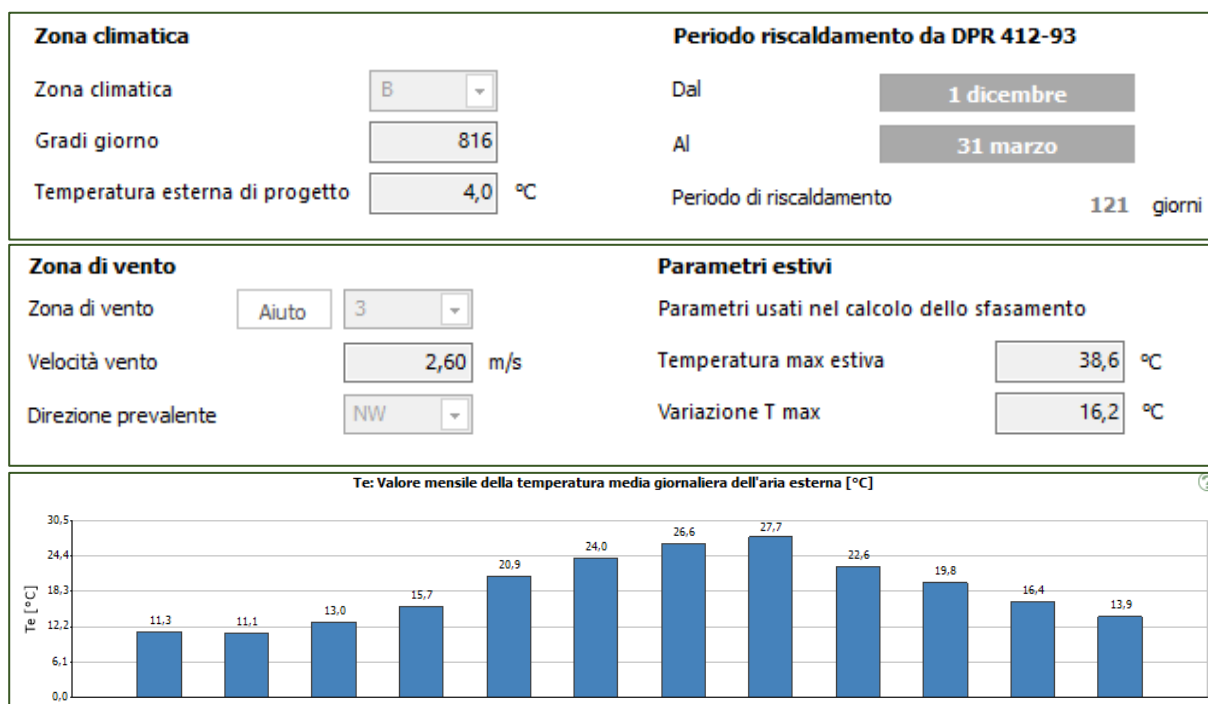 Zona climatica
Zona climatica B
Gradi giorno 816
Temperatura esterna di progetto 4,0 °C
Periodo riscaldamento da DPR 412-93
Dal 1 dicembre
Al 31 marzo
Periodo di riscaldamento 121 giorni
Zona di vento
Zona di vento Aiuto 3
Velocità vento 2,60 m/s
Direzione prevalente NW
Parametri estivi
Parametri usati nel calcolo dello sfasamento
Temperatura max estiva 38,6 °C
Variazione T max 16,2 °C
Te: Valore mensile della temperatura media giornaliera dell'aria esterna [°C]
?
Te [°C]
30,5
24,4
18,3
12,2
6,1
0,0
11,3 11,1 13,0 15,7 20,9 24,0 26,6 27,7 22,6 19,8 16,4 13,9